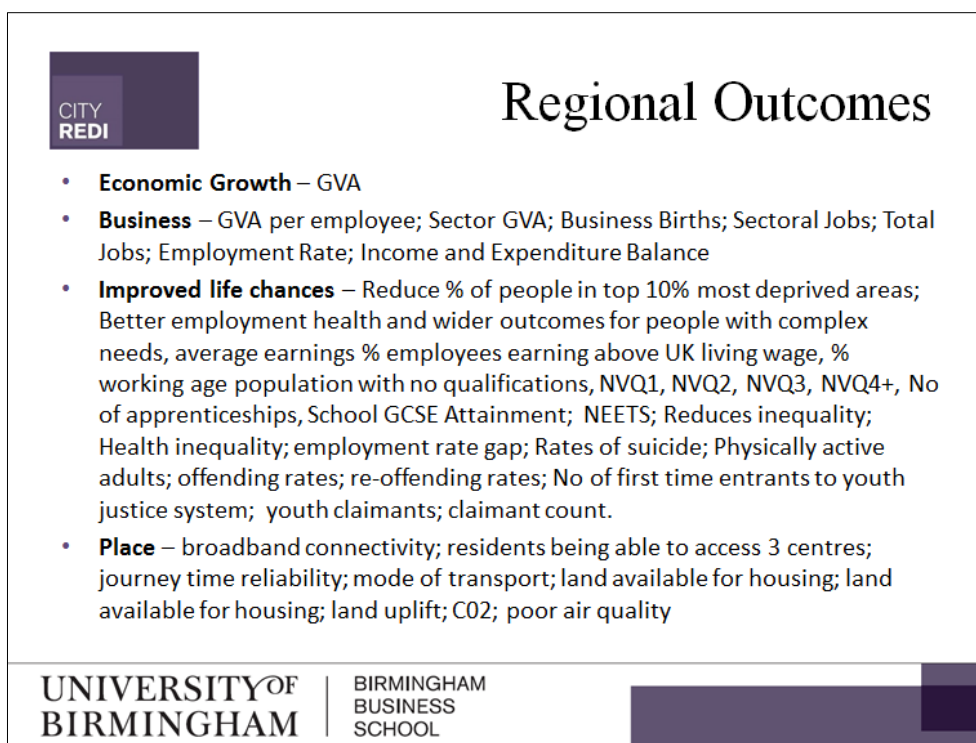 CITY
REDI
Regional Outcomes
• Economic Growth – GVA
• Business – GVA per employee; Sector GVA; Business Births; Sectoral Jobs; Total
Jobs; Employment Rate; Income and Expenditure Balance
• Improved life chances – Reduce % of people in top 10% most deprived areas;
Better employment health and wider outcomes for people with complex
needs, average earnings % employees earning above UK living wage, %
working age population with no qualifications, NVQ1, NVQ2, NVQ3, NVQ4+, No
of apprenticeships, School GCSE Attainment; NEETS; Reduces inequality;
Health inequality; employment rate gap; Rates of suicide; Physically active
adults; offending rates; re-offending rates; No of first time entrants to youth
justice system; youth claimants; claimant count.
• Place – broadband connectivity; residents being able to access 3 centres;
journey time reliability; mode of transport; land available for housing; land
available for housing; land uplift; C02; poor air quality
UNIVERSITY OF
BIRMINGHAM
BIRMINGHAM
BUSINESS
SCHOOL